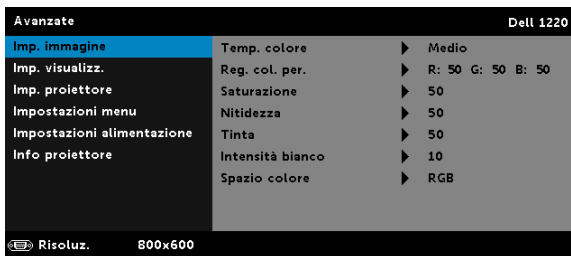 Avanzate Dell 1220
Imp. immagine Temp. colore Medio
Imp. visualizz. Reg. col. per. R: 50 G: 50 B: 50
Imp. proiettore Saturazione 50
Impostazioni menu Nitidezza 50
Impostazioni alimentazione Tinta 50
Info proiettore Intensità bianco 10
Spazio colore RGB
Risoluz. 800x600